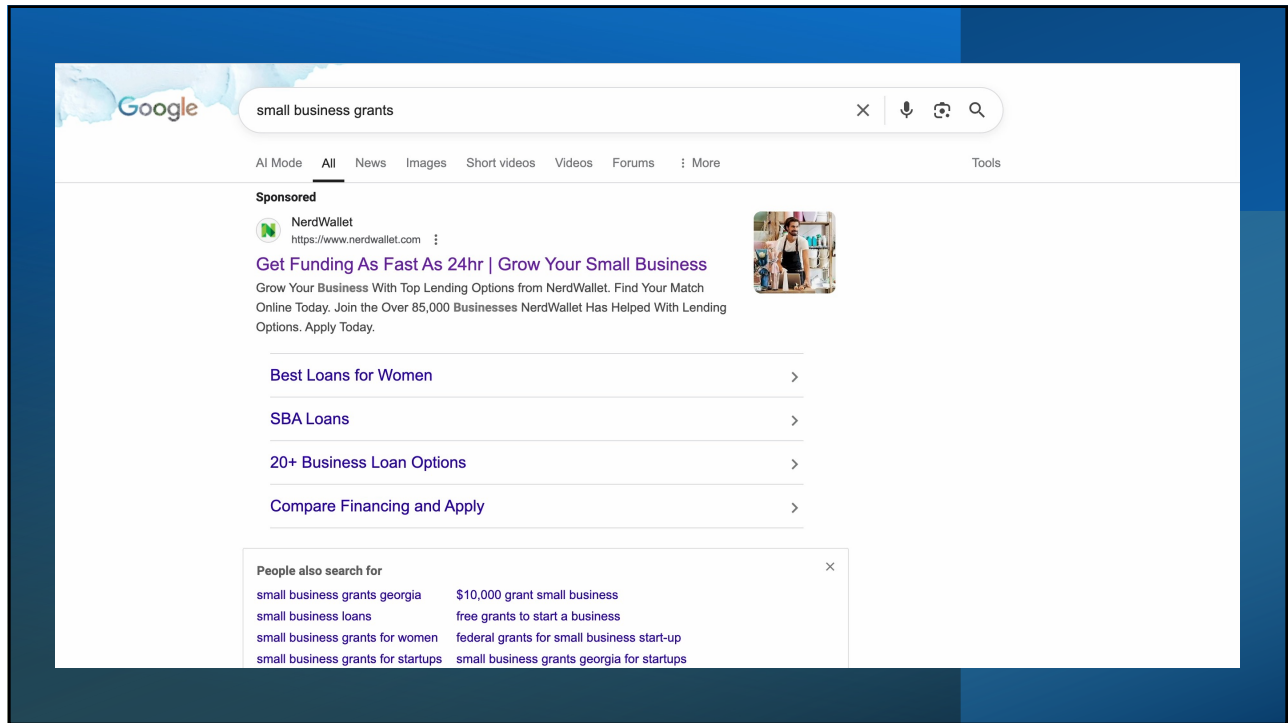 Google
small business grants
AI Mode All News Images Short videos Videos Forums More Tools
Sponsored
NerdWallet
https://www.nerdwallet.com
Get Funding As Fast As 24hr | Grow Your Small Business
Grow Your Business With Top Lending Options from NerdWallet. Find Your Match
Online Today. Join the Over 85,000 Businesses NerdWallet Has Helped With Lending
Options. Apply Today.
Best Loans for Women
SBA Loans
20+ Business Loan Options
Compare Financing and Apply
People also search for
small business grants georgia $10,000 grant small business
small business loans free grants to start a business
small business grants for women federal grants for small business start-up
small business grants for startups small business grants georgia for startups